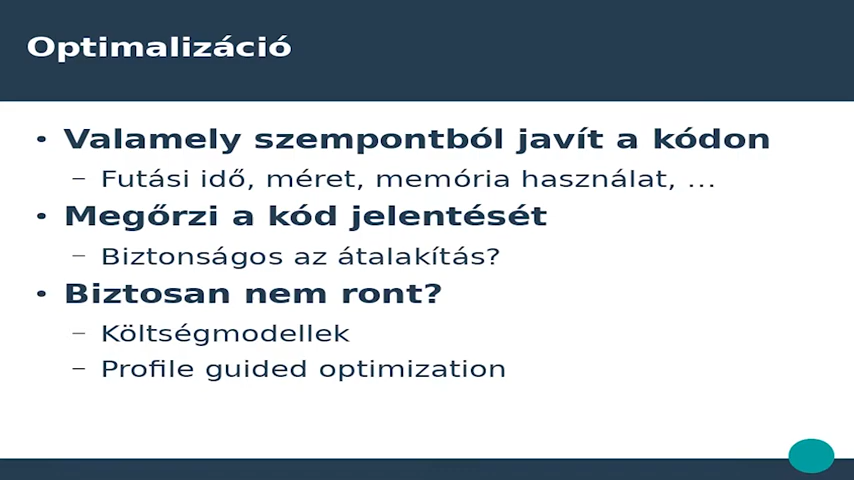 Optimalizáció
• Valamely szempontból javít a kódon
– Futási idő, méret, memória használat, …
• Megőrzi a kód jelentését
– Biztonságos az átalakítás?
• Biztosan nem ront?
– Költségmodellek
– Profile guided optimization